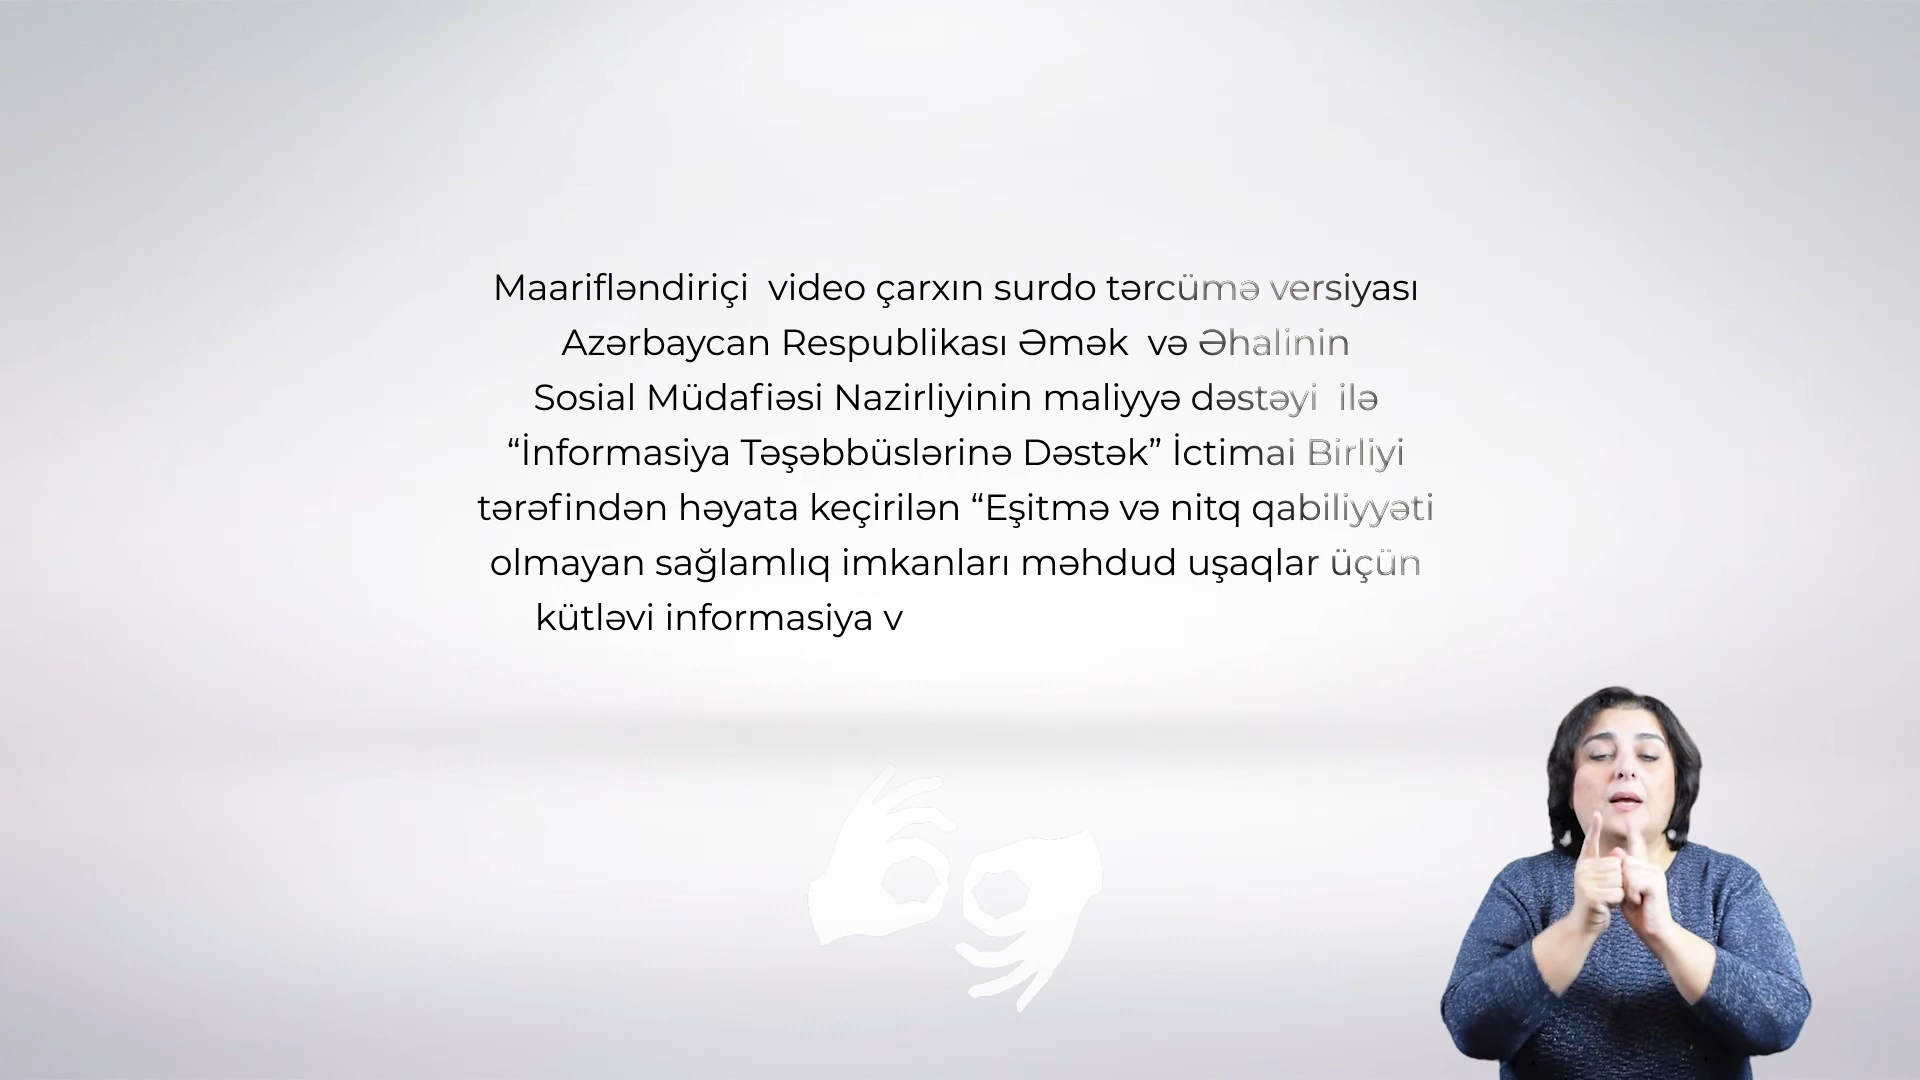 Maarifləndiriçi  video çarxın surdo tərcümə versiyası
Azərbaycan Respublikası Əmək  və Əhalinin
Sosial Müdafiəsi Nazirliyinin maliyyə dəstəyi  ilə
“İnformasiya Təşəbbüslərinə Dəstək” İctimai Birliyi
tərəfindən həyata keçirilən “Eşitmə və nitq qabiliyyəti
olmayan sağlamlıq imkanları məhdud uşaqlar üçün
kütləvi informasiya v